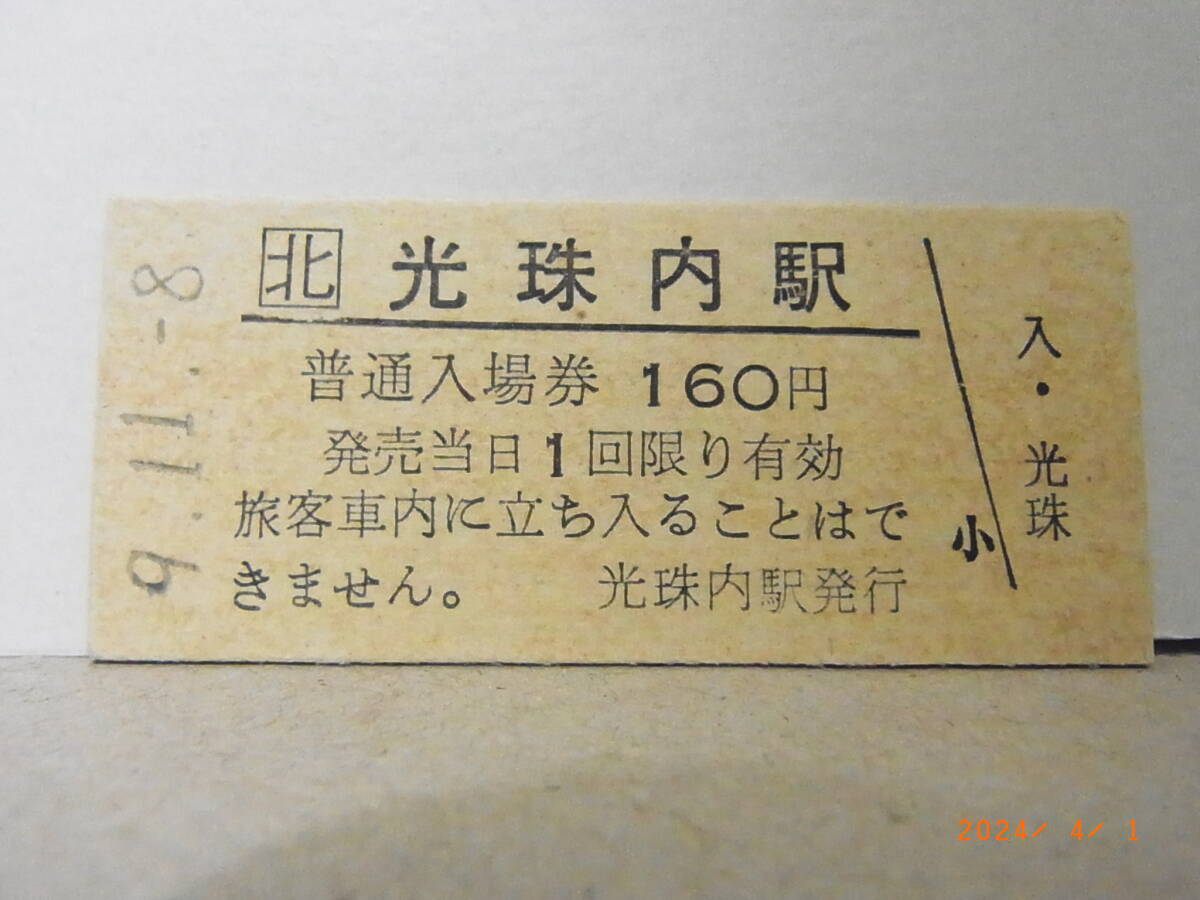 北 光珠内駅
普通入場券 160円
発売当日1回限り有効
旅客車内に立ち入ることはで
きません。 光珠内駅発行
9.11.-8
小
入・光珠
2024/ 4/ 1